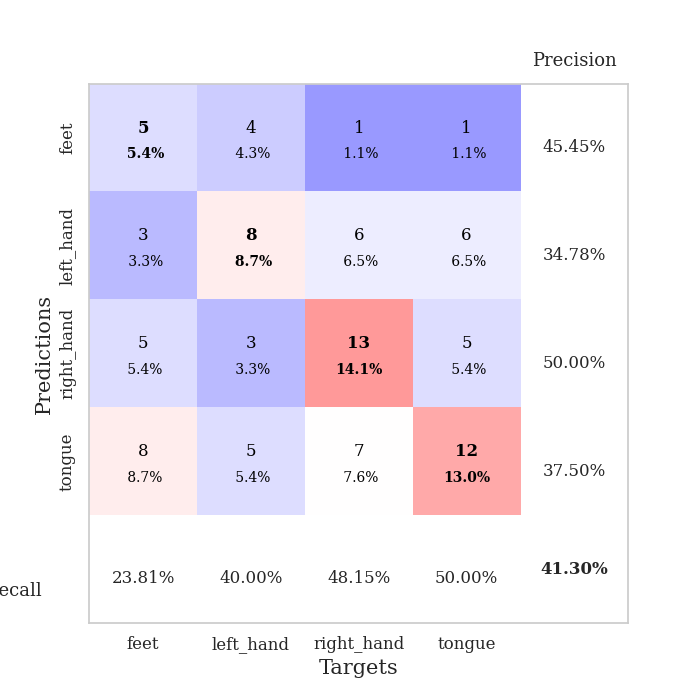 Precision
feet
5 4 1 1
5.4% 4.3% 1.1% 1.1%
45.45%
left_hand
3 8 6 6
3.3% 8.7% 6.5% 6.5%
34.78%
Predictions
right_hand
5 3 13 5
5.4% 3.3% 14.1% 5.4%
50.00%
tongue
8 5 7 12
8.7% 5.4% 7.6% 13.0%
37.50%
ecall
23.81% 40.00% 48.15% 50.00% 41.30%
feet left_hand right_hand tongue
Targets